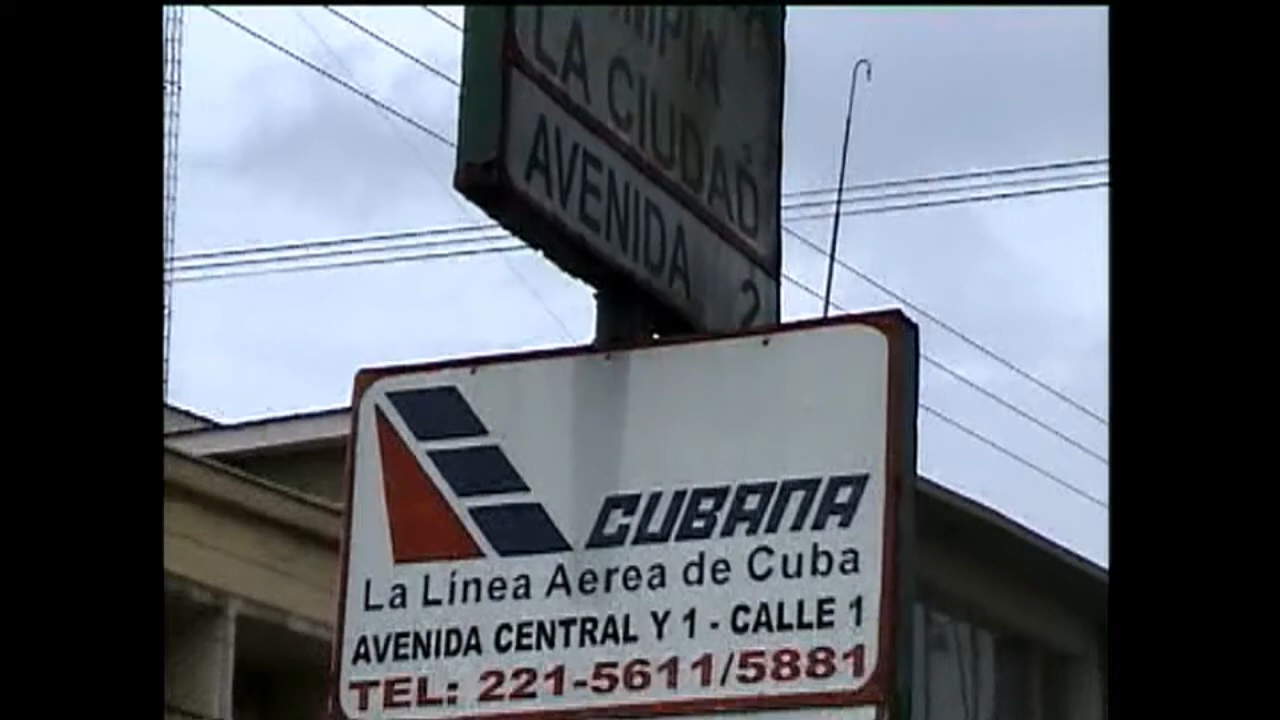 LA CIUDAD
AVENIDA 2
CUBANA
La Línea Aerea de Cuba
AVENIDA CENTRAL Y 1 - CALLE 1
TEL: 221-5611/5881